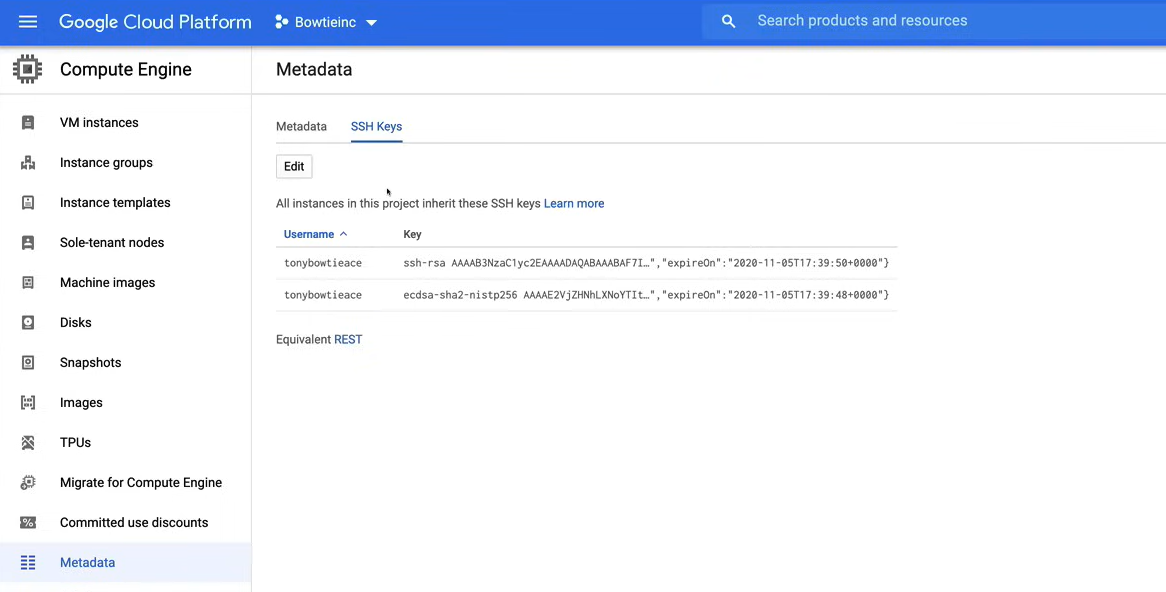 Google Cloud Platform
Bowtieinc
Search products and resources
Compute Engine
Metadata
VM instances
Instance groups
Instance templates
Sole-tenant nodes
Machine images
Disks
Snapshots
Images
TPUs
Migrate for Compute Engine
Committed use discounts
Metadata
Metadata SSH Keys
Edit
All instances in this project inherit these SSH keys Learn more
Username Key
tonybowtieace ssh-rsa AAAAB3NzaC1yc2EAAAADAQABAAABAF7I…","expireOn":"2020-11-05T17:39:50+0000"}
tonybowtieace ecdsa-sha2-nistp256 AAAAE2VjZHNhLXNoYTIt…","expireOn":"2020-11-05T17:39:48+0000"}
Equivalent REST